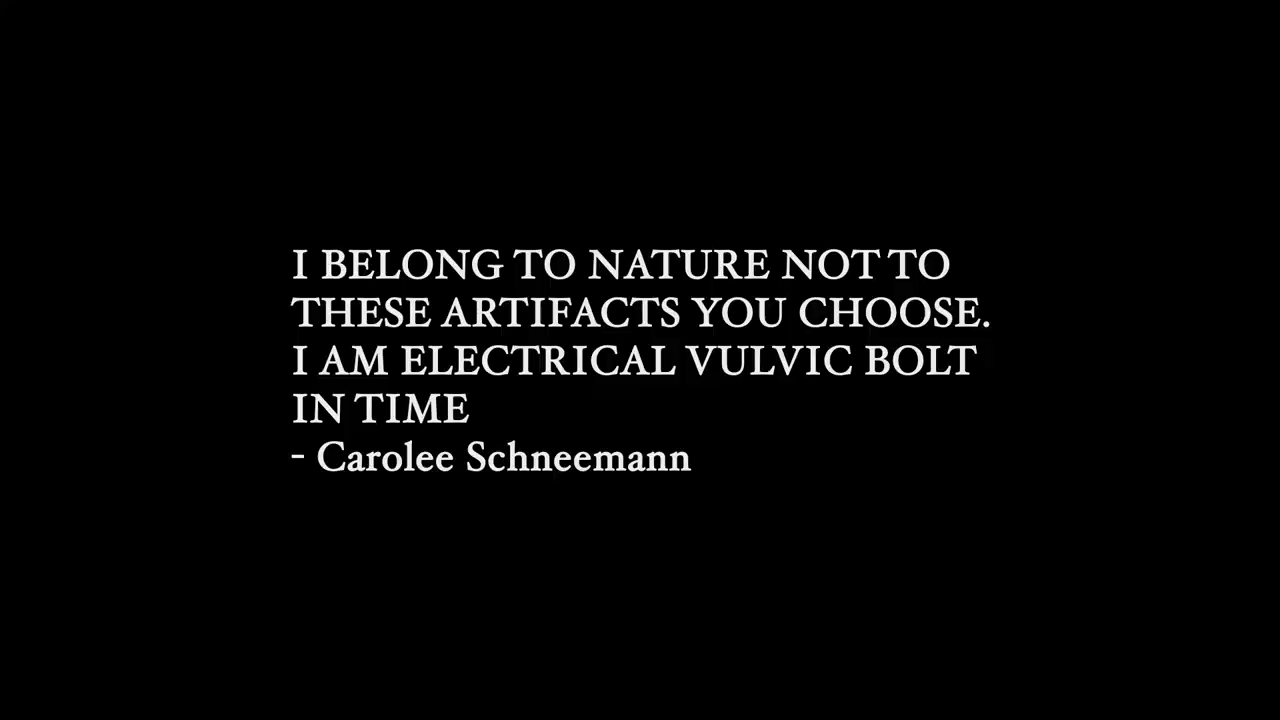 I BELONG TO NATURE NOT TO
THESE ARTIFACTS YOU CHOOSE.
I AM ELECTRICAL VULVIC BOLT
IN TIME
- Carolee Schneemann